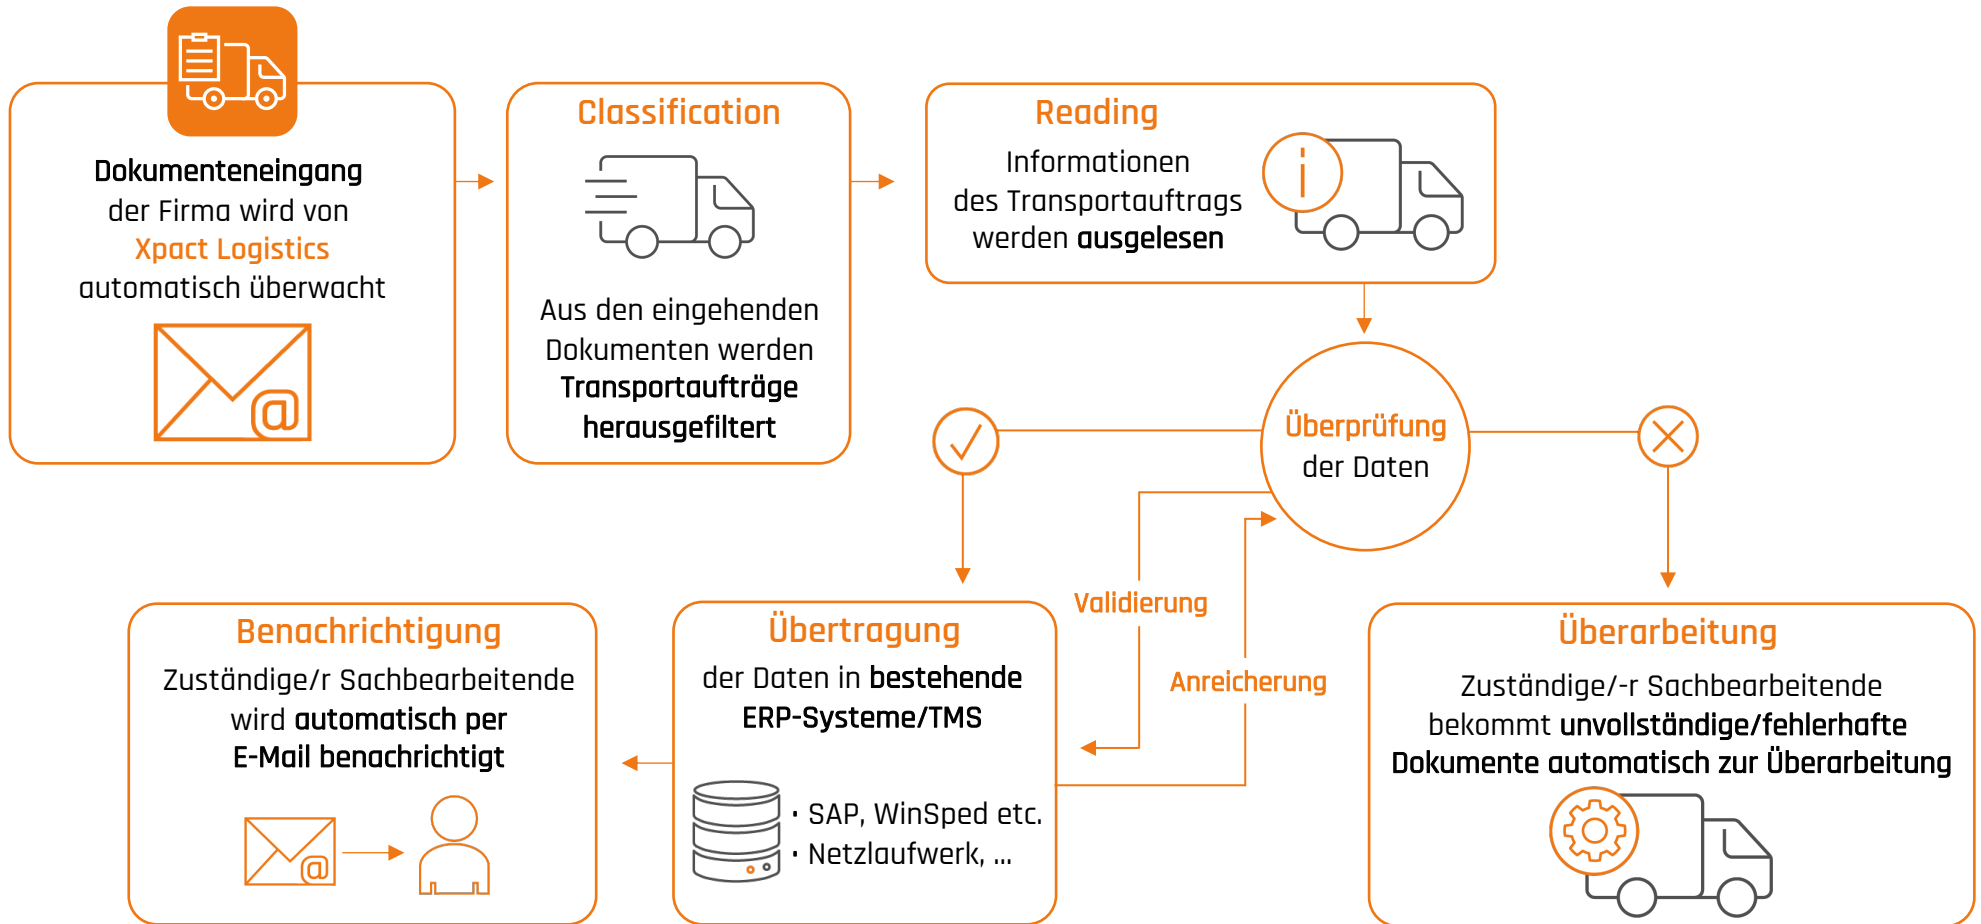 Dokumenteneingang
der Firma wird von
Xpact Logistics
automatisch überwacht
@
Classification
Aus den eingehenden
Dokumenten werden
Transportaufträge
herausgefiltert
Reading
Informationen
des Transportauftrags
werden ausgelesen
i
Überprüfung
der Daten
Validierung
Anreicherung
Benachrichtigung
Zuständige/r Sachbearbeitende
wird automatisch per
E-Mail benachrichtigt
@
Übertragung
der Daten in bestehende
ERP-Systeme/TMS
· SAP, WinSped etc.
· Netzlaufwerk, ...
Überarbeitung
Zuständige/-r Sachbearbeitende
bekommt unvollständige/fehlerhafte
Dokumente automatisch zur Überarbeitung